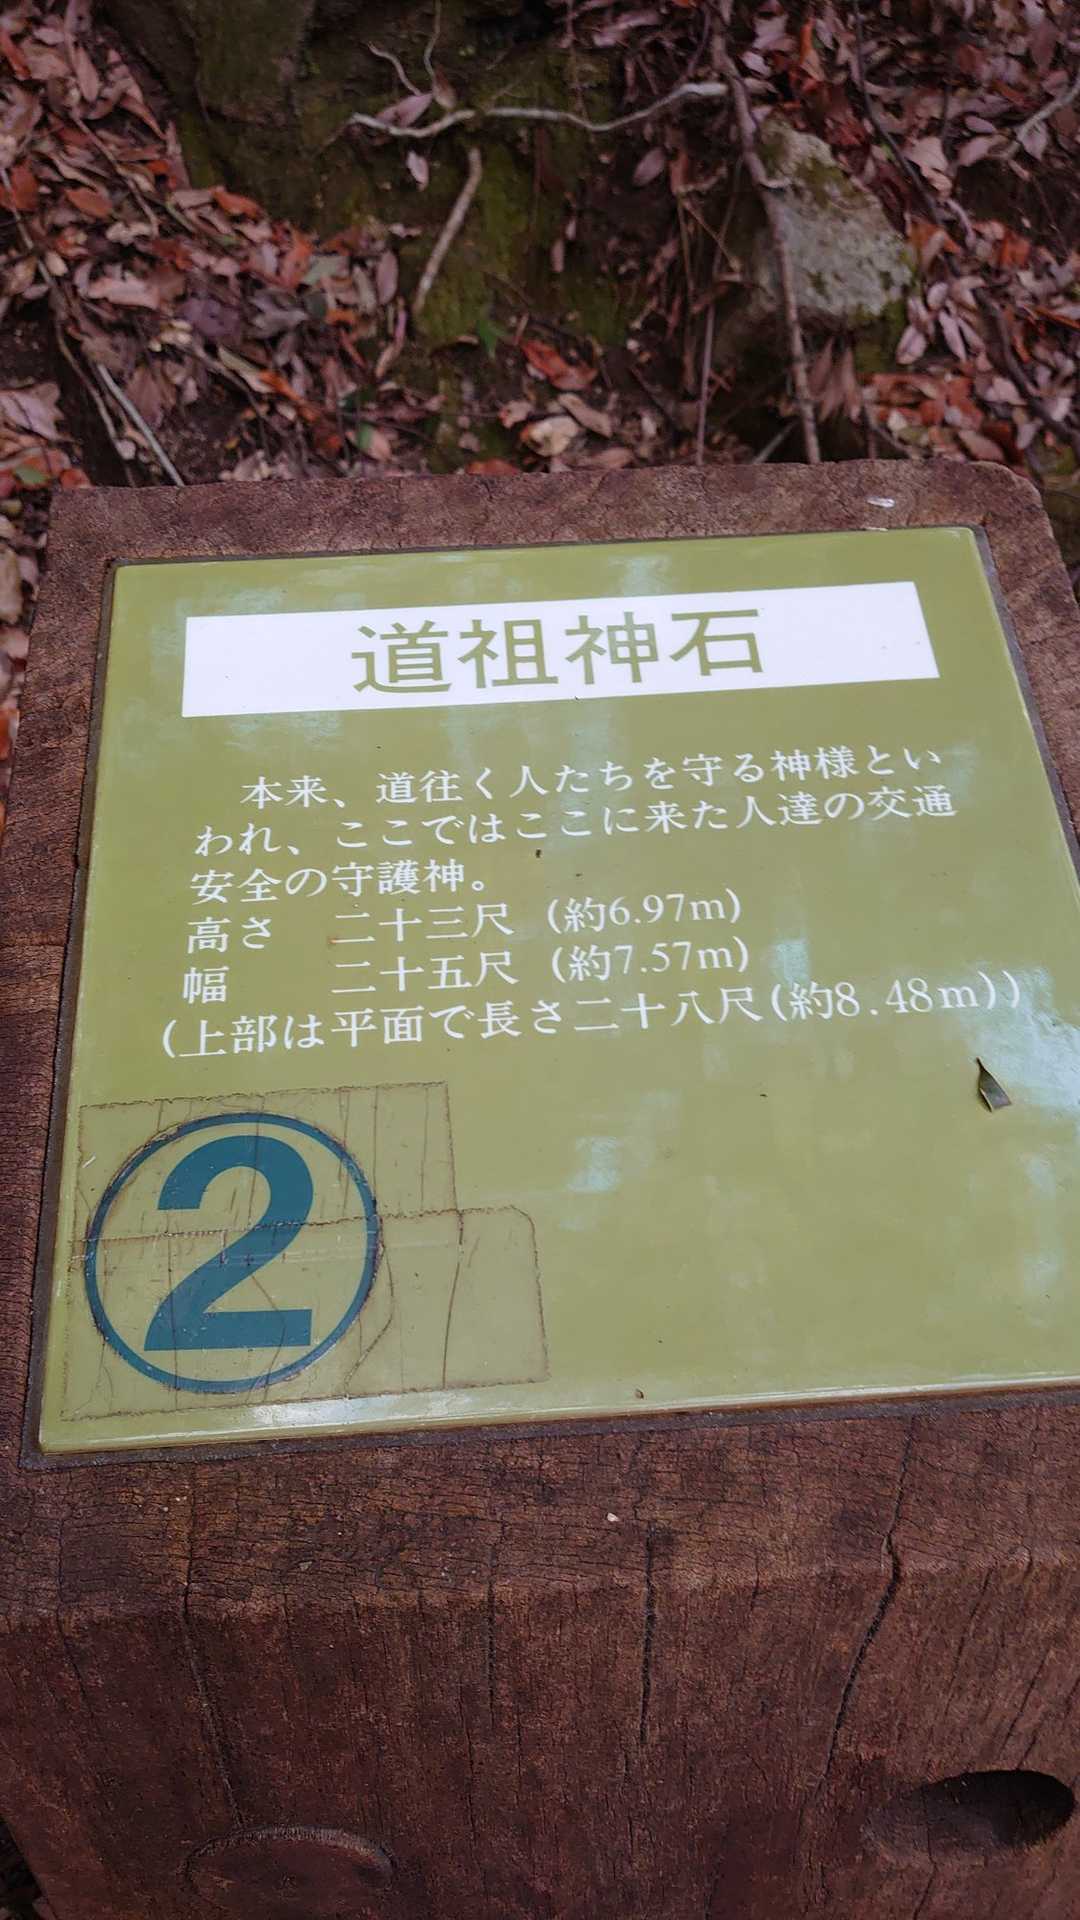 道祖神石
本来、道往く人たちを守る神様とい
われ、ここではここに来た人達の交通
安全の守護神。
高さ　二十三尺　(約6.97m)
幅　　二十五尺　(約7.57m)
(上部は平面で長さ二十八尺(約8.48m))
2